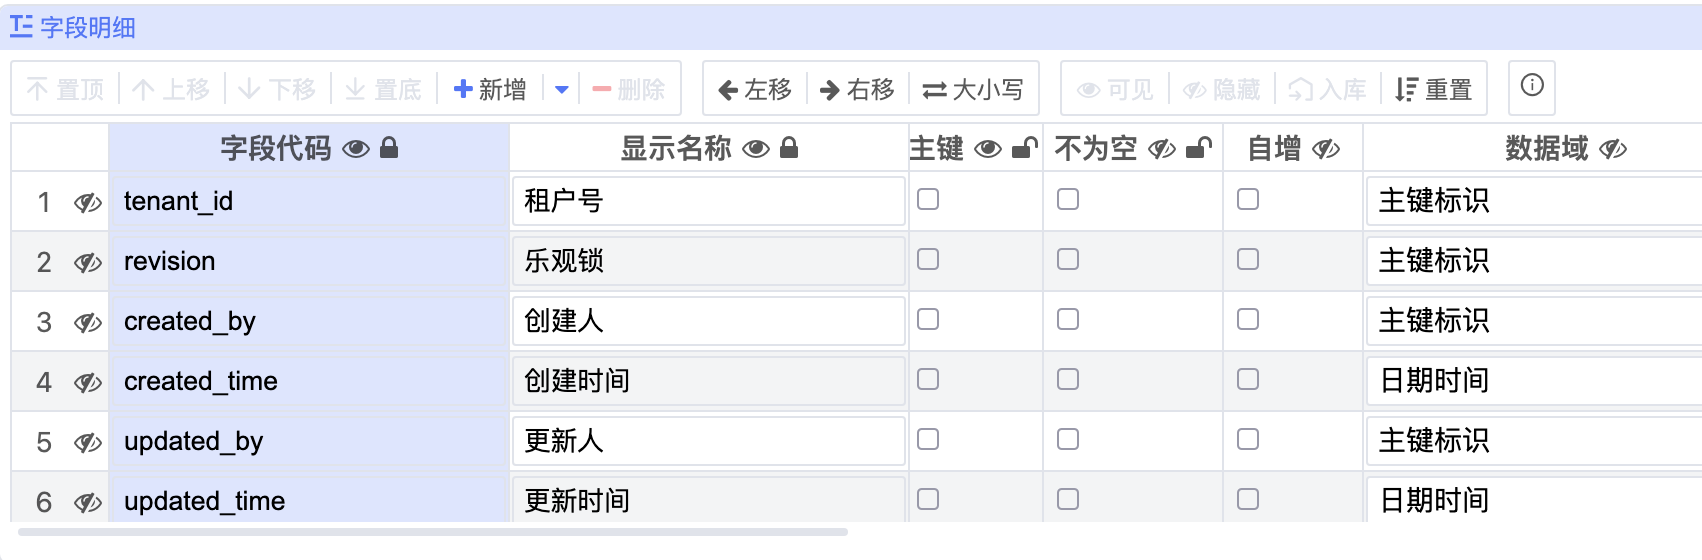 字段明细
置顶 上移 下移 置底 新增 删除 左移 右移 大小写 可见 隐藏 入库 重置
字段代码 显示名称 主键 不为空 自增 数据域
1 tenant_id 租户号 主键标识
2 revision 乐观锁 主键标识
3 created_by 创建人 主键标识
4 created_time 创建时间 日期时间
5 updated_by 更新人 主键标识
6 updated_time 更新时间 日期时间